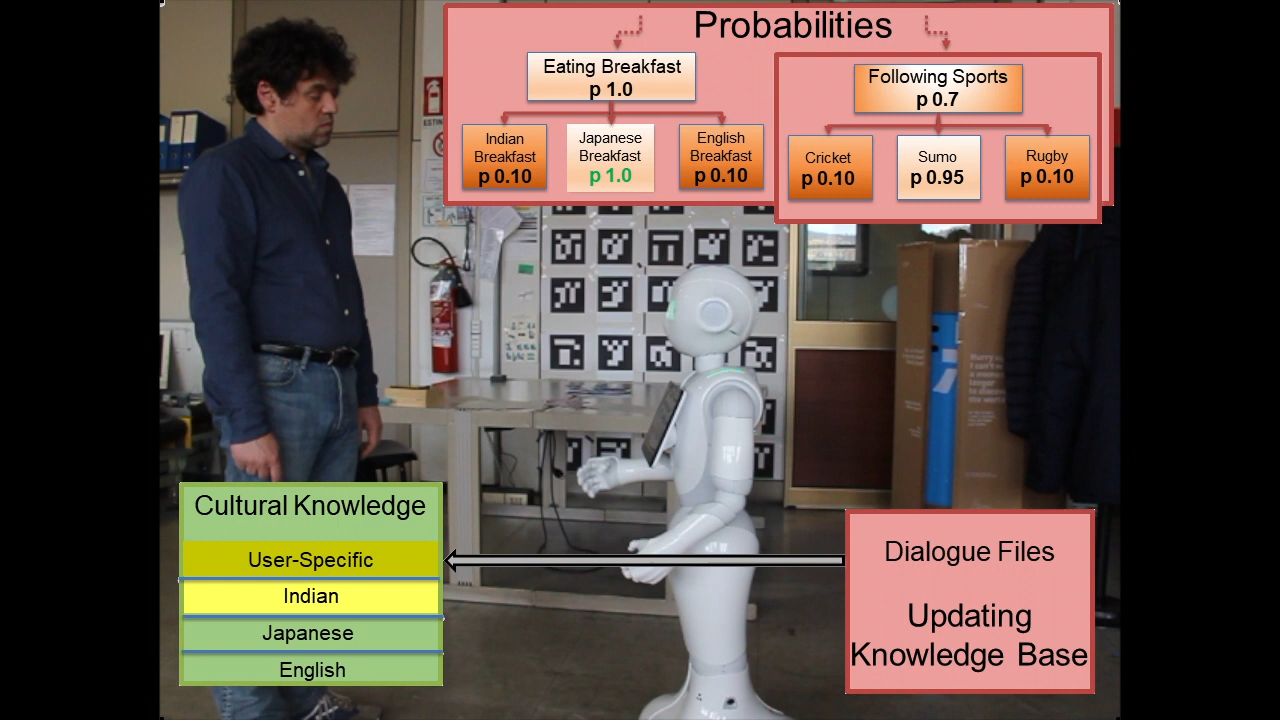 Probabilities
Eating Breakfast
p 1.0
Following Sports
p 0.7
Indian
Breakfast
p 0.10
Japanese
Breakfast
p 1.0
English
Breakfast
p 0.10
Cricket
p 0.10
Sumo
p 0.95
Rugby
p 0.10
ESTIN
Cultural Knowledge
User-Specific
Indian
Japanese
English
Dialogue Files
Updating
Knowledge Base